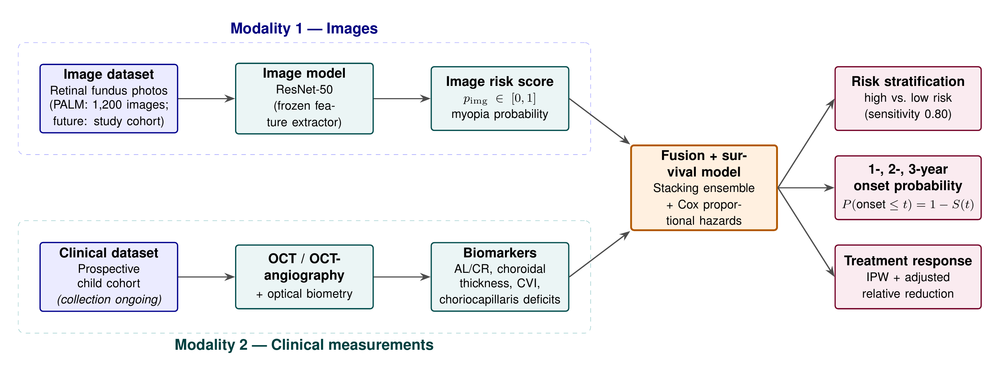 Modality 1 — Images
Image dataset
Retinal fundus photos
(PALM: 1,200 images;
future: study cohort)
Image model
ResNet-50
(frozen fea-
ture extractor)
Image risk score
p_img ∈ [0, 1]
myopia probability
Clinical dataset
Prospective
child cohort
(collection ongoing)
OCT / OCT-
angiography
+ optical biometry
Biomarkers
AL/CR, choroidal
thickness, CVI,
choriocapillaris deficits
Modality 2 — Clinical measurements
Fusion + sur-
vival model
Stacking ensemble
+ Cox propor-
tional hazards
Risk stratification
high vs. low risk
(sensitivity 0.80)
1-, 2-, 3-year
onset probability
P(onset ≤ t) = 1 − S(t)
Treatment response
IPW + adjusted
relative reduction